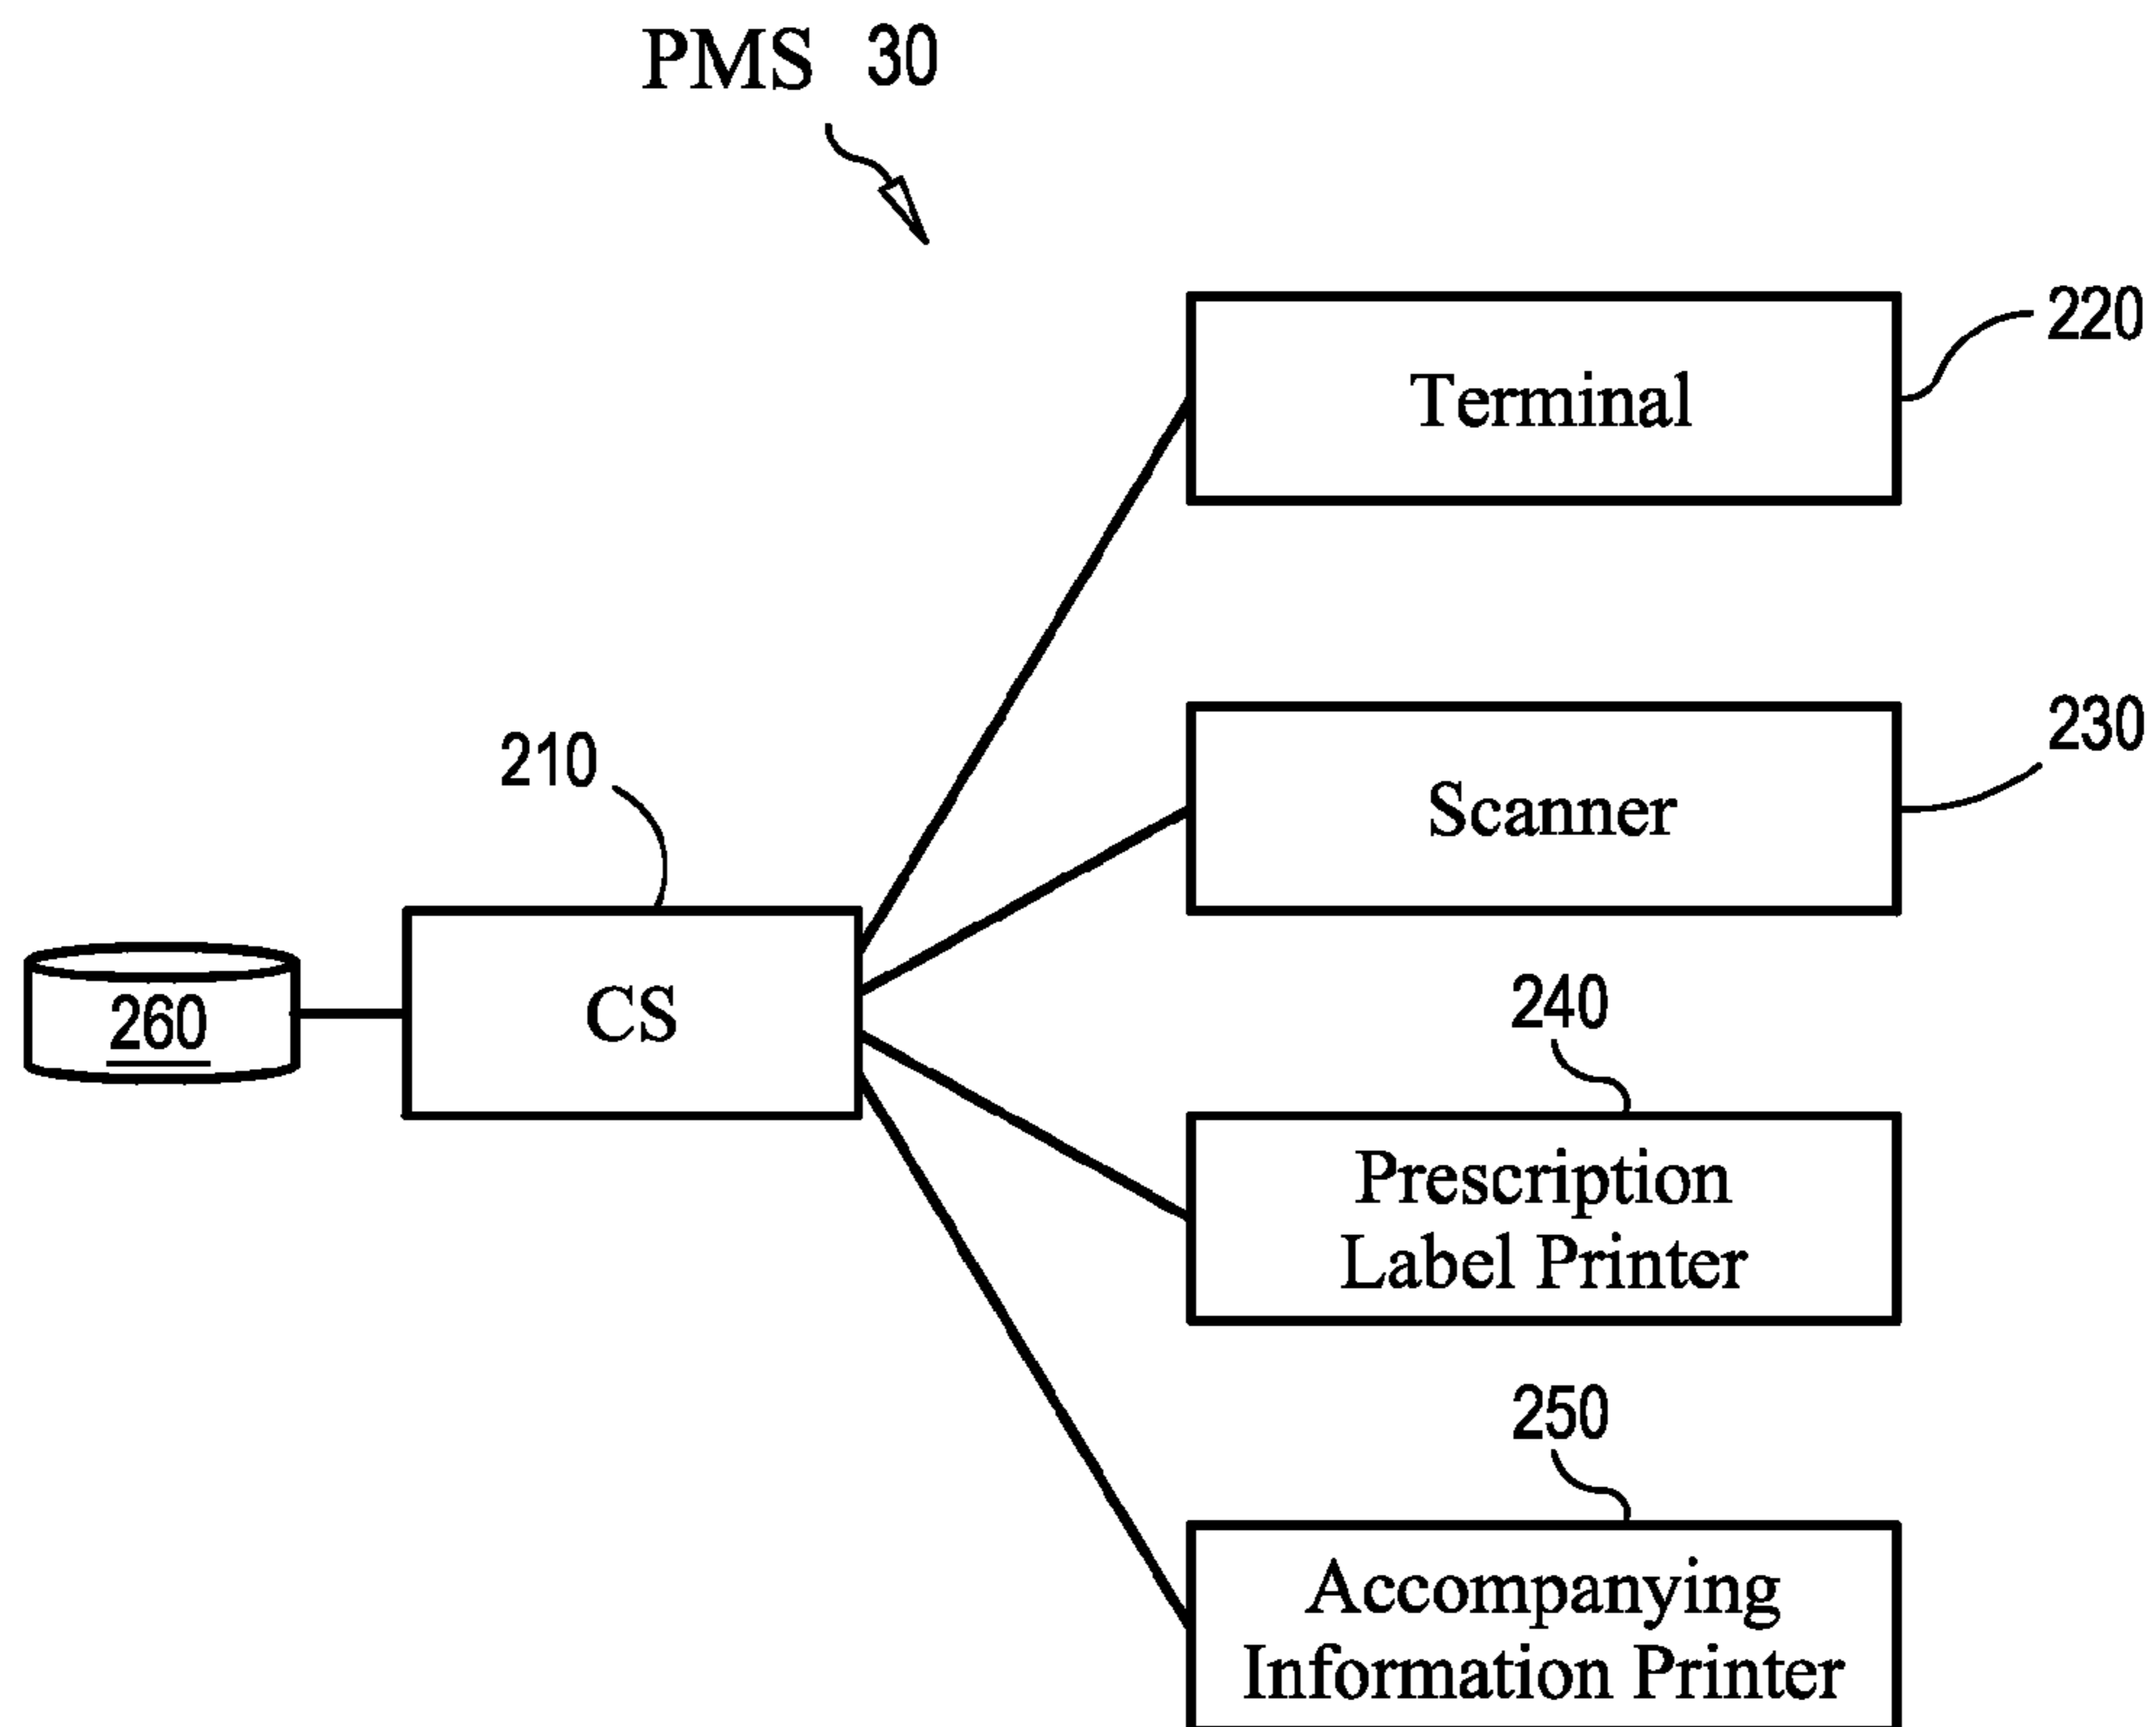 PMS 30
220
Terminal
230
Scanner
210
CS
260
240
Prescription
Label Printer
250
Accompanying
Information Printer